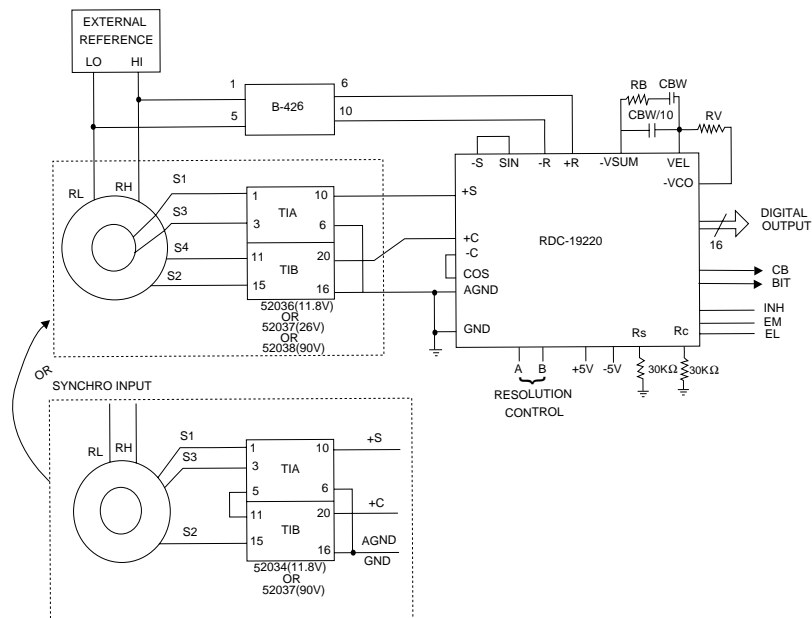 EXTERNAL
REFERENCE
LO HI
1 B-426 6
5 10
RB CBW
CBW/10 RV
-S SIN -R +R -VSUM VEL
-VCO
RL RH S1 1 10 +S
S3 3 TIA 6
S4 11 TIB 20 +C
-C
S2 15 16 COS
AGND
GND
RDC-19220
16
DIGITAL
OUTPUT
CB
BIT
INH
EM
EL
Rs Rc
52036(11.8V)
OR
52037(26V)
OR
52038(90V)
A B +5V -5V 30KΩ 30KΩ
RESOLUTION
CONTROL
OR
SYNCHRO INPUT
RL RH S1 1 10 +S
S3 3 TIA
5 6
11 TIB 20 +C
S2 15 16 AGND
GND
52034(11.8V)
OR
52037(90V)